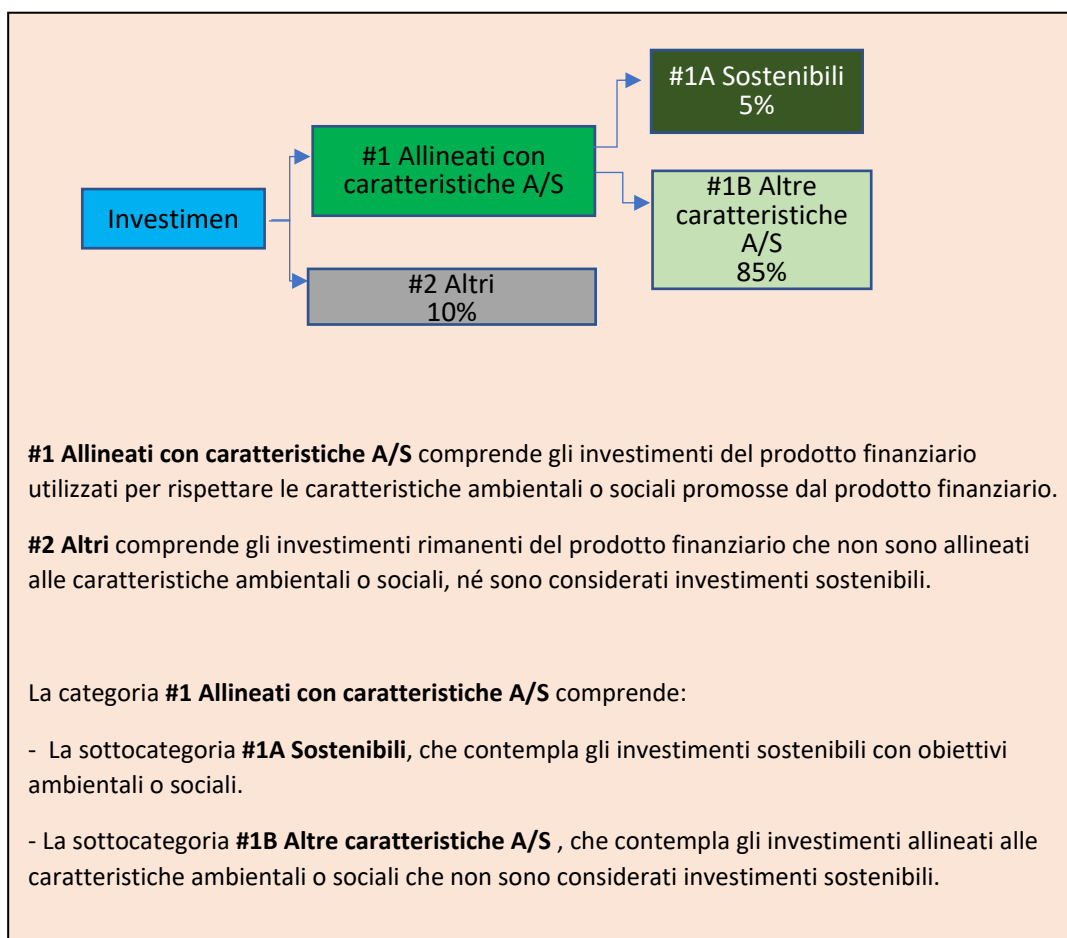 #1A Sostenibili
5%
#1 Allineati con
caratteristiche A/S
#1B Altre
caratteristiche
A/S
85%
Investimen
#2 Altri
10%
#1 Allineati con caratteristiche A/S comprende gli investimenti del prodotto finanziario
utilizzati per rispettare le caratteristiche ambientali o sociali promosse dal prodotto finanziario.
#2 Altri comprende gli investimenti rimanenti del prodotto finanziario che non sono allineati
alle caratteristiche ambientali o sociali, né sono considerati investimenti sostenibili.
La categoria #1 Allineati con caratteristiche A/S comprende:
- La sottocategoria #1A Sostenibili, che contempla gli investimenti sostenibili con obiettivi
ambientali o sociali.
- La sottocategoria #1B Altre caratteristiche A/S , che contempla gli investimenti allineati alle
caratteristiche ambientali o sociali che non sono considerati investimenti sostenibili.